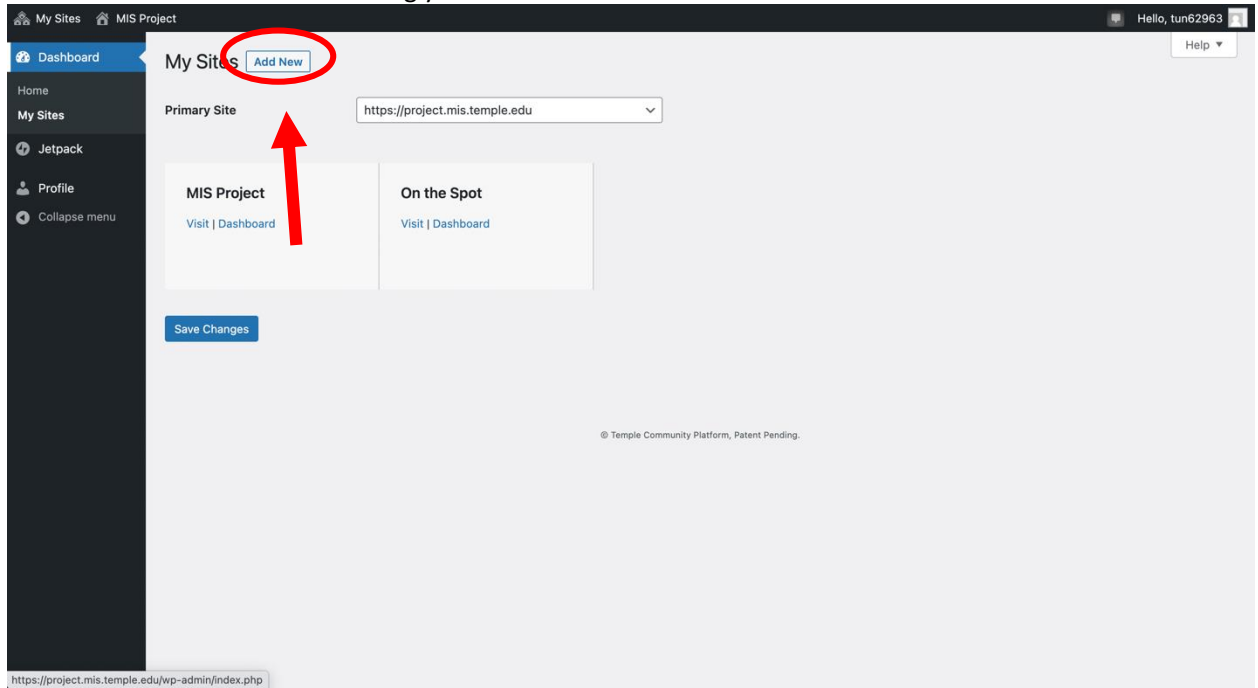 My Sites MIS Project Hello, tun62963
Help ▼
Dashboard
Home
My Sites
Jetpack
Profile
Collapse menu
My Sites Add New
Primary Site https://project.mis.temple.edu
MIS Project
Visit | Dashboard
On the Spot
Visit | Dashboard
Save Changes
© Temple Community Platform, Patent Pending.
https://project.mis.temple.edu/wp-admin/index.php